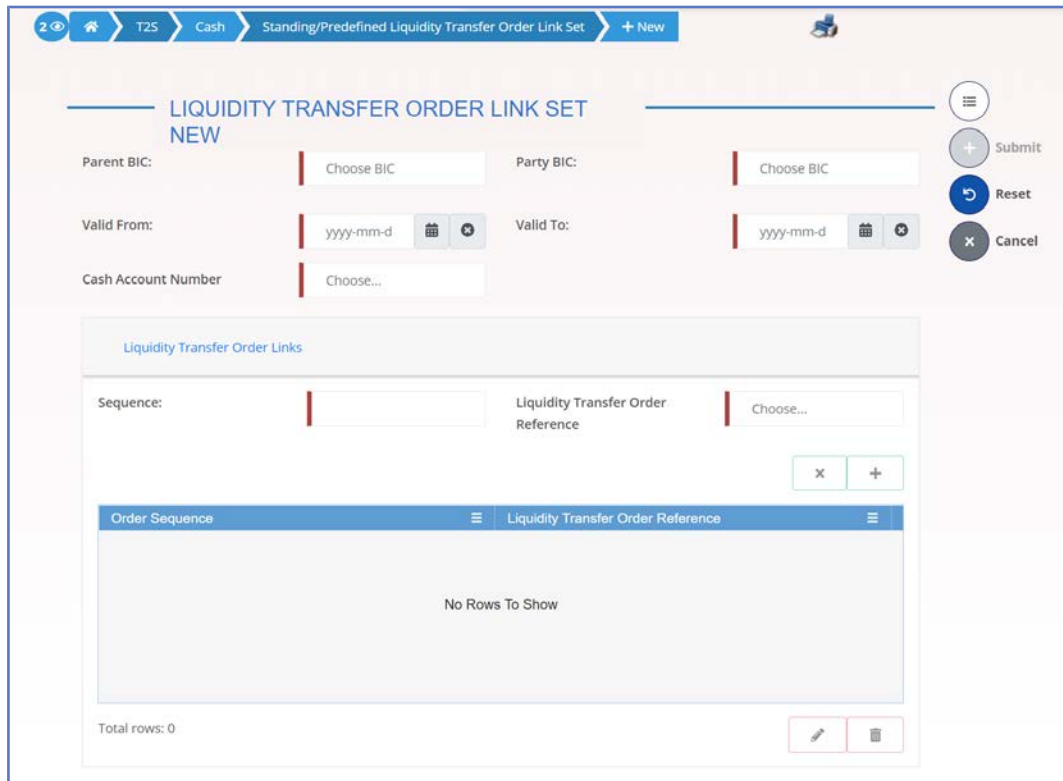 2
T2S
Cash
Standing/Predefined Liquidity Transfer Order Link Set
+ New
LIQUIDITY TRANSFER ORDER LINK SET
NEW
Parent BIC:
Choose BIC
Party BIC:
Choose BIC
Submit
Reset
Valid From:
yyyy-mm-d
Valid To:
yyyy-mm-d
Cancel
Cash Account Number
Choose...
Liquidity Transfer Order Links
Sequence:
Liquidity Transfer Order
Reference
Choose...
Order Sequence
Liquidity Transfer Order Reference
No Rows To Show
Total rows: 0